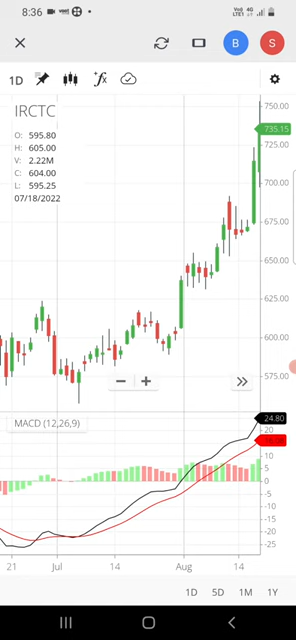 8:36
1D
B
S
IRCTC
O: 595.80
H: 605.00
V: 2.22M
C: 604.00
L: 595.25
07/18/2022
750.00
735.15
725.00
700.00
675.00
650.00
625.00
600.00
575.00
MACD (12,26,9)
24.80
20
10
5
0
-5
-10
-15
-20
-25
21 Jul 14 Aug 14
1D 5D 1M 1Y